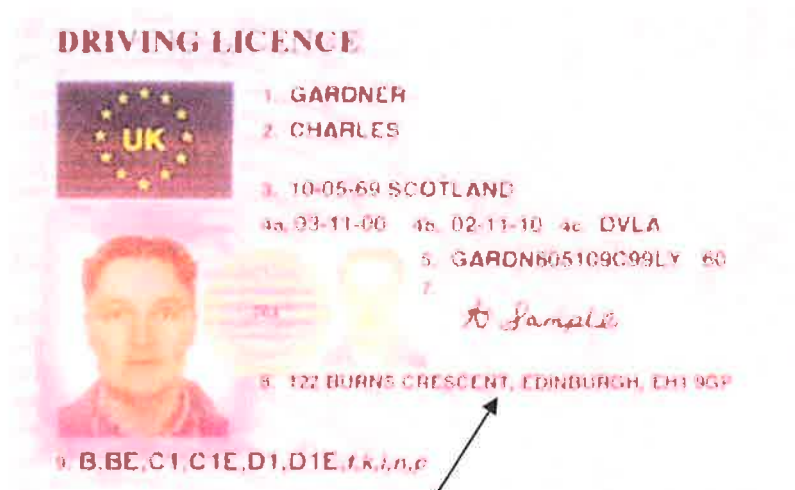 DRIVING LICENCE
UK
1. GARDNER
2. CHARLES
3. 10-05-69 SCOTLAND
4a. 03-11-00 4b. 02-11-10 4c. DVLA
5. GARDN605109C99LY 60
7.
A Sample
8. 122 BURNS CRESCENT, EDINBURGH, EH1 9GP
9. B,BE,C1,C1E,D1,D1E,f,k,l,n,p